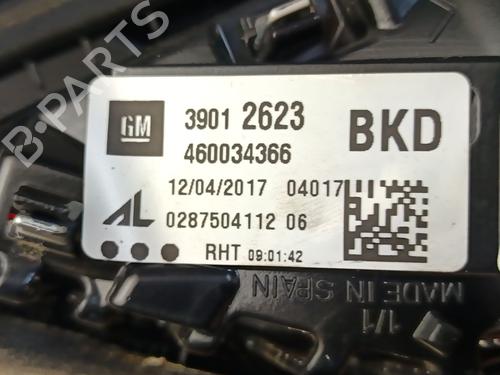 B-PARTS
GM
3901 2623
BKD
460034366
12/04/2017 04017
AL
0287504112 06
RHT 09:01:42
MADE IN SPAIN
1/1